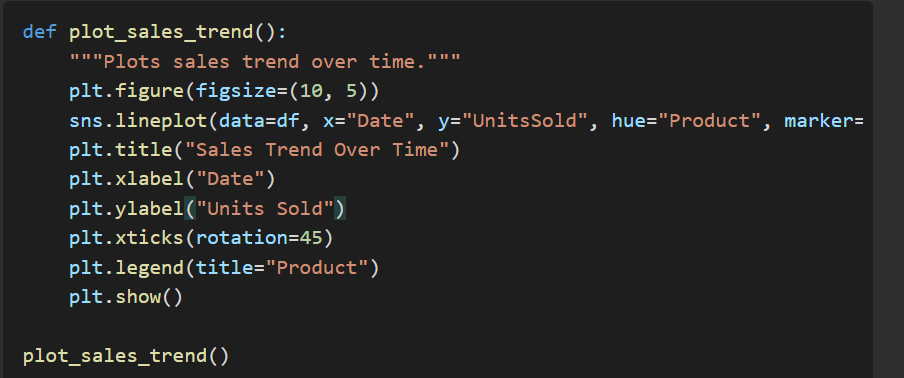 def plot_sales_trend():
    """Plots sales trend over time."""
    plt.figure(figsize=(10, 5))
    sns.lineplot(data=df, x="Date", y="UnitsSold", hue="Product", marker=
    plt.title("Sales Trend Over Time")
    plt.xlabel("Date")
    plt.ylabel("Units Sold")
    plt.xticks(rotation=45)
    plt.legend(title="Product")
    plt.show()

plot_sales_trend()